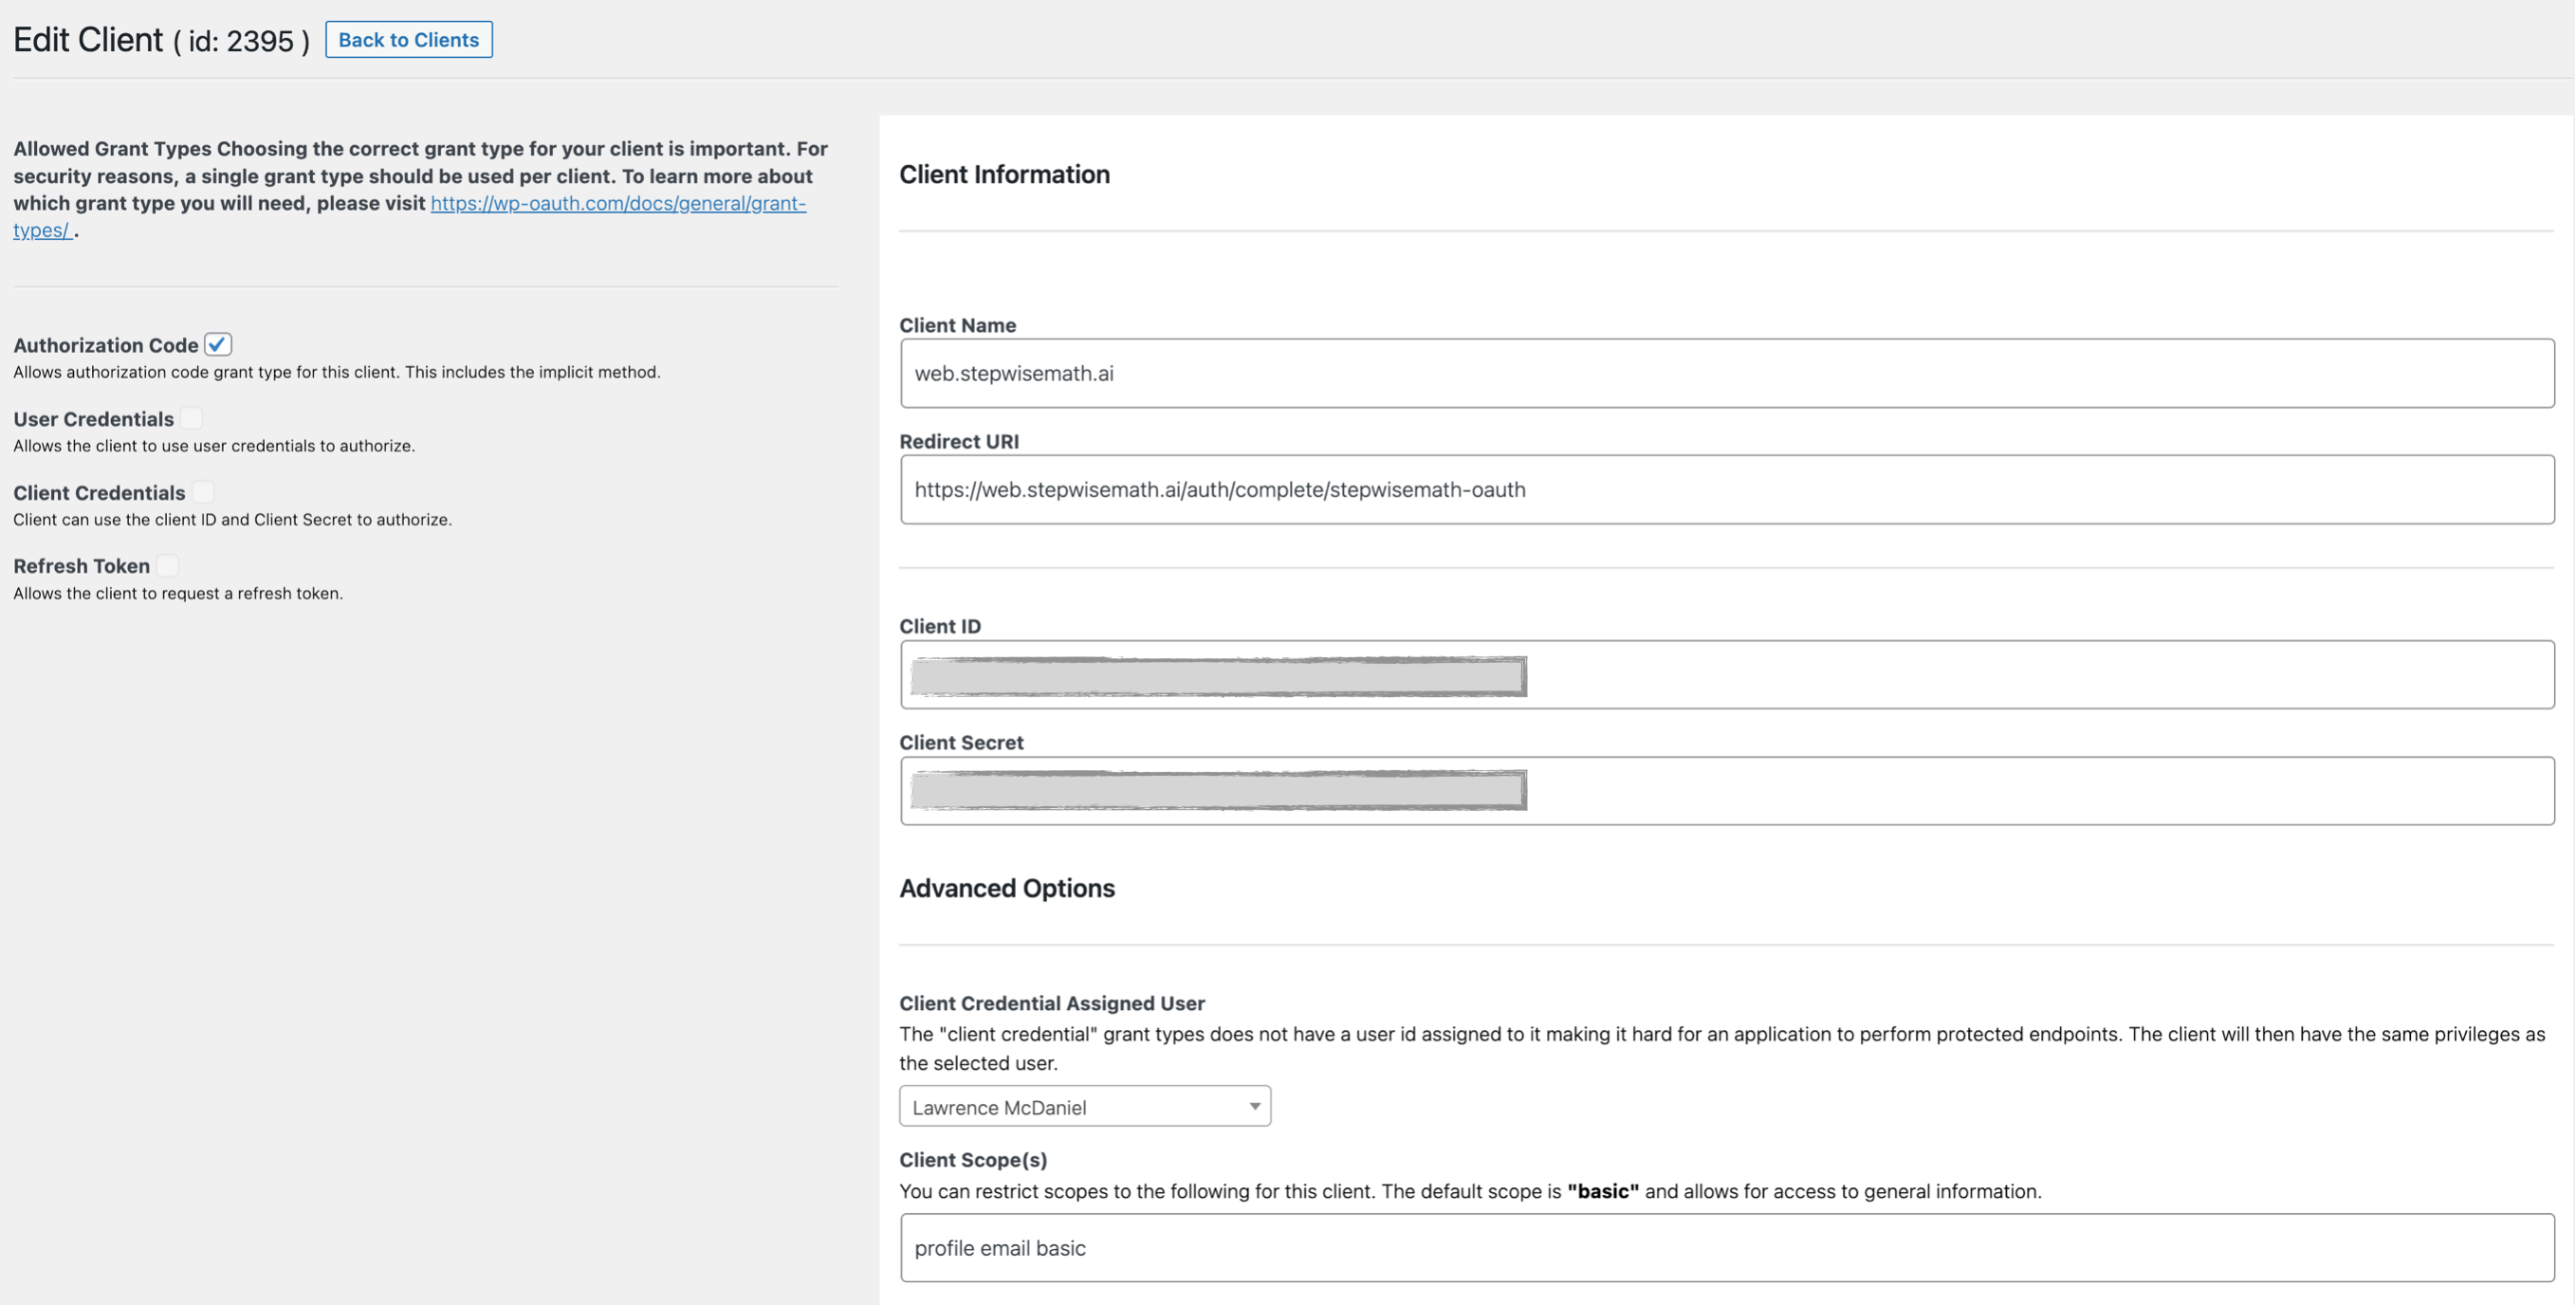 Edit Client ( id: 2395 ) Back to Clients
Allowed Grant Types Choosing the correct grant type for your client is important. For
security reasons, a single grant type should be used per client. To learn more about
which grant type you will need, please visit https://wp-oauth.com/docs/general/grant-
types/ .
Authorization Code
Allows authorization code grant type for this client. This includes the implicit method.
User Credentials
Allows the client to use user credentials to authorize.
Client Credentials
Client can use the client ID and Client Secret to authorize.
Refresh Token
Allows the client to request a refresh token.
Client Information
Client Name
web.stepwisemath.ai
Redirect URI
https://web.stepwisemath.ai/auth/complete/stepwisemath-oauth
Client ID
Client Secret
Advanced Options
Client Credential Assigned User
The "client credential" grant types does not have a user id assigned to it making it hard for an application to perform protected endpoints. The client will then have the same privileges as
the selected user.
Lawrence McDaniel
Client Scope(s)
You can restrict scopes to the following for this client. The default scope is "basic" and allows for access to general information.
profile email basic